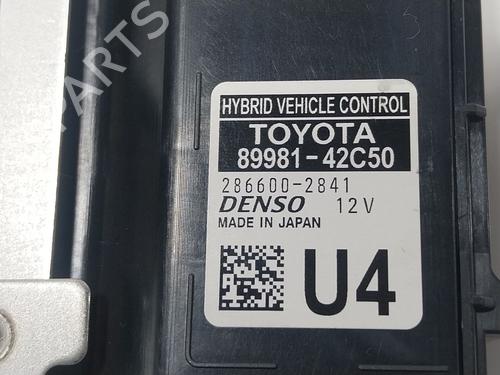 HYBRID VEHICLE CONTROL
TOYOTA
89981-42C50
286600-2841
DENSO 12V
MADE IN JAPAN
U4